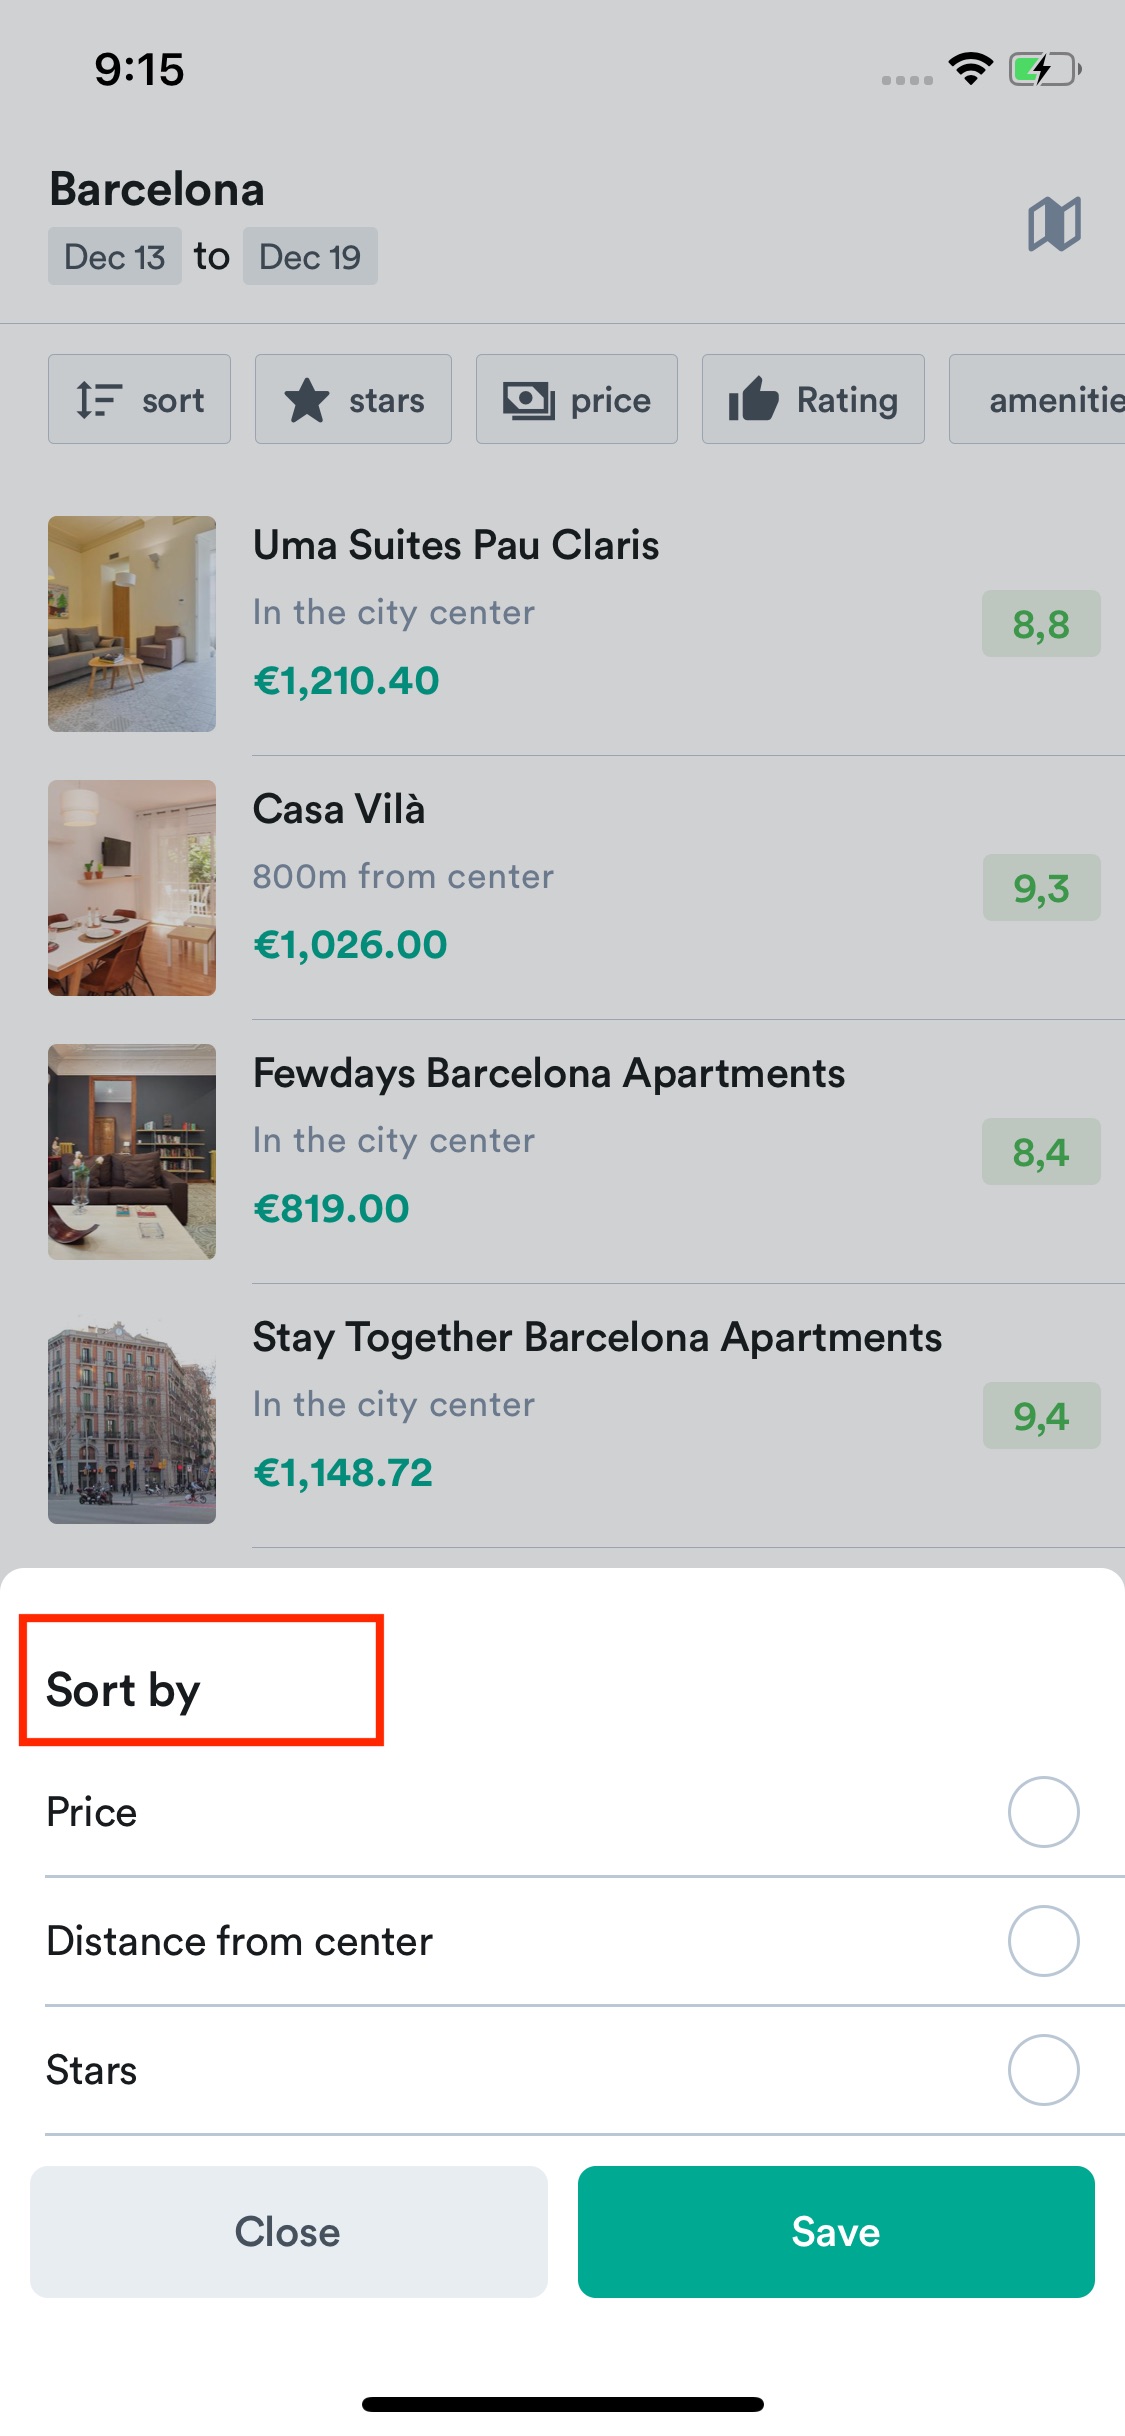 9:15
Barcelona
Dec 13 to Dec 19
sort stars price Rating amenitie
Uma Suites Pau Claris
In the city center
8,8
€1,210.40
Casa Vilà
800m from center
9,3
€1,026.00
Fewdays Barcelona Apartments
In the city center
8,4
€819.00
Stay Together Barcelona Apartments
In the city center
9,4
€1,148.72
Sort by
Price
Distance from center
Stars
Close Save